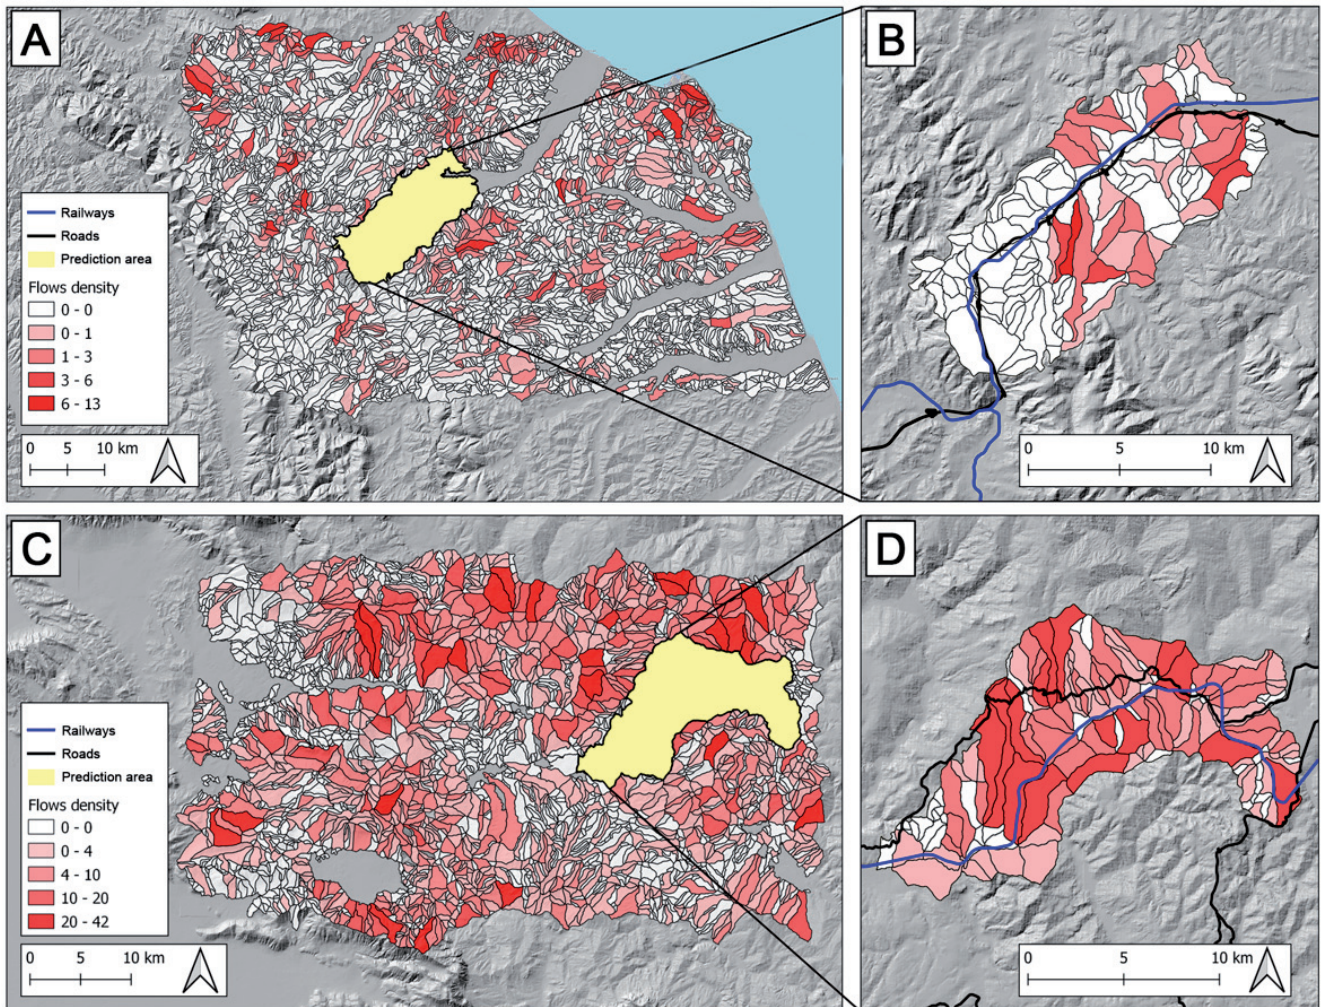 A
Railways
Roads
Prediction area
Flows density
0 - 0
0 - 1
1 - 3
3 - 6
6 - 13
0 5 10 km
B
0 5 10 km
C
Railways
Roads
Prediction area
Flows density
0 - 0
0 - 4
4 - 10
10 - 20
20 - 42
0 5 10 km
D
0 5 10 km